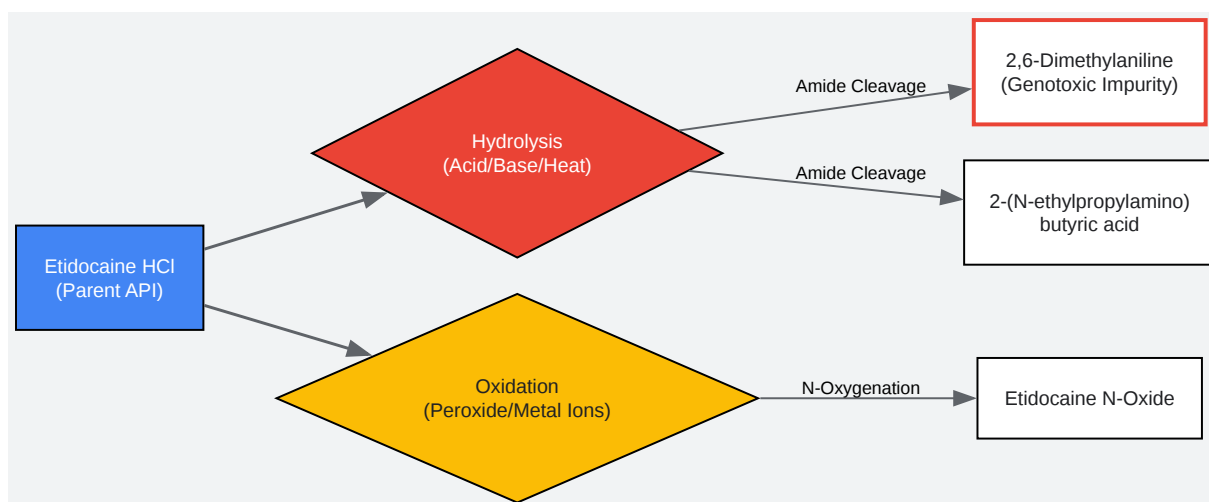 Etidocaine HCl
(Parent API)
Hydrolysis
(Acid/Base/Heat)
Amide Cleavage
2,6-Dimethylaniline
(Genotoxic Impurity)
Amide Cleavage
2-(N-ethylpropylamino)
butyric acid
Oxidation
(Peroxide/Metal Ions)
N-Oxygenation
Etidocaine N-Oxide